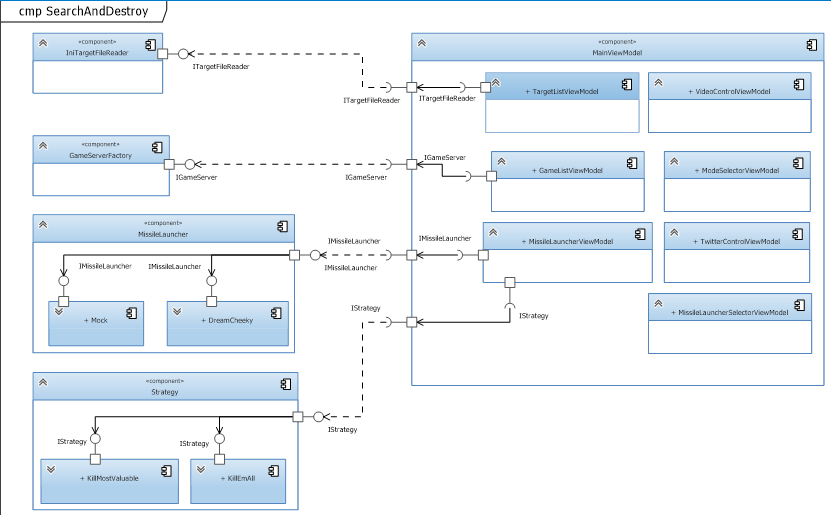 cmp SearchAndDestroy
«component»
IniTargetFileReader
ITargetFileReader
ITargetFileReader
ITargetFileReader
«component»
MainViewModel
+ TargetListViewModel
+ VideoControlViewModel
«component»
GameServerFactory
IGameServer
IGameServer
IGameServer
+ GameListViewModel
+ ModeSelectorViewModel
«component»
MissileLauncher
IMissileLauncher
IMissileLauncher
IMissileLauncher
IMissileLauncher
IMissileLauncher
+ MissileLauncherViewModel
+ TwitterControlViewModel
+ Mock
+ DreamCheeky
IStrategy
IStrategy
+ MissileLauncherSelectorViewModel
«component»
Strategy
IStrategy
IStrategy
IStrategy
+ KillMostValuable
+ KillEmAll